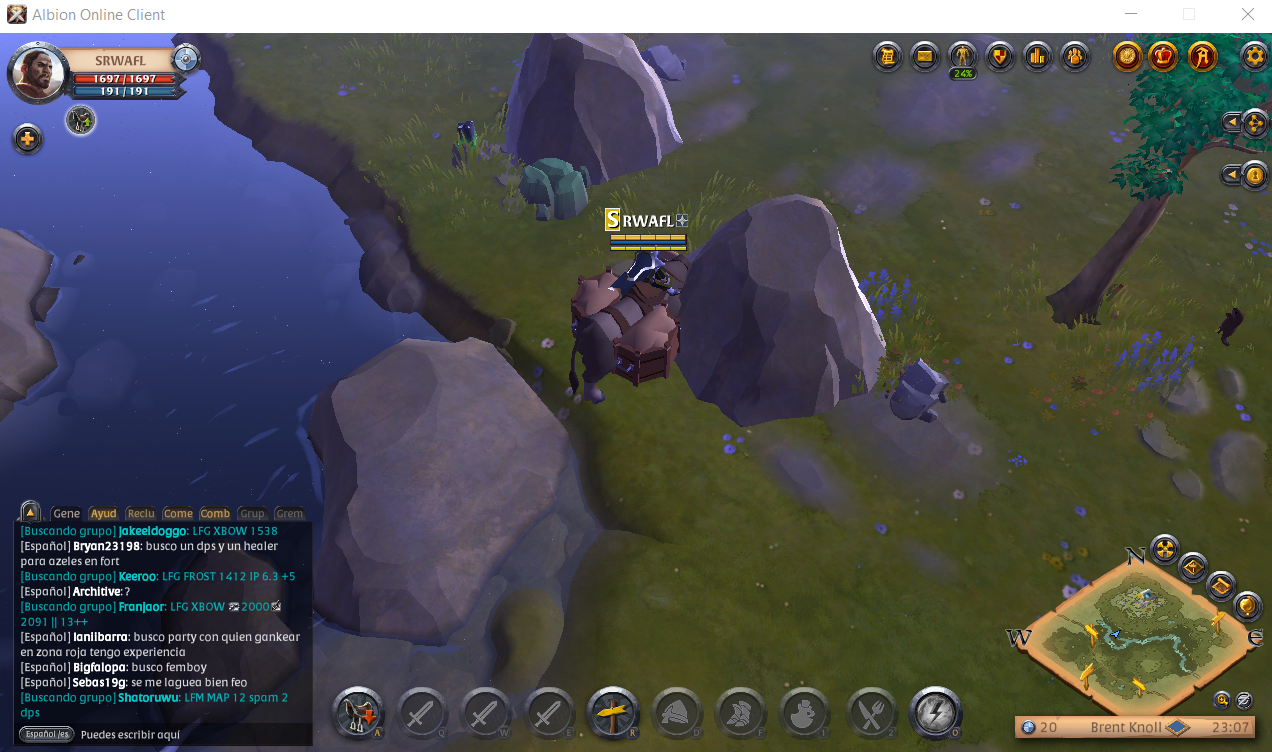 Albion Online Client
SRWAFL
1697 / 1697
191 / 191
24%
SRWAFL
Gene Ayud Reclu Come Comb Grup Grem
[Buscando grupo] Jakeeldoggo: LFG XBOW 1538
[Español] Bryan23198: busco un dps y un healer
para azeles en fort
[Buscando grupo] Keeroo: LFG FROST 1412 IP 6.3 +5
[Español] Architive: ?
[Buscando grupo] Franjaor: LFG XBOW 2000
2091 || 13++
[Español] Ianiibarra: busco party con quien gankear
en zona roja tengo experiencia
[Español] Bigfalopa: busco femboy
[Español] Sebas19g: se me laguea bien feo
[Buscando grupo] Shatoruwu: LFM MAP 12 spam 2
dps
Español /es Puedes escribir aquí
A Q W E R D F 1 2 O
N
W E
20 Brent Knoll 23:07